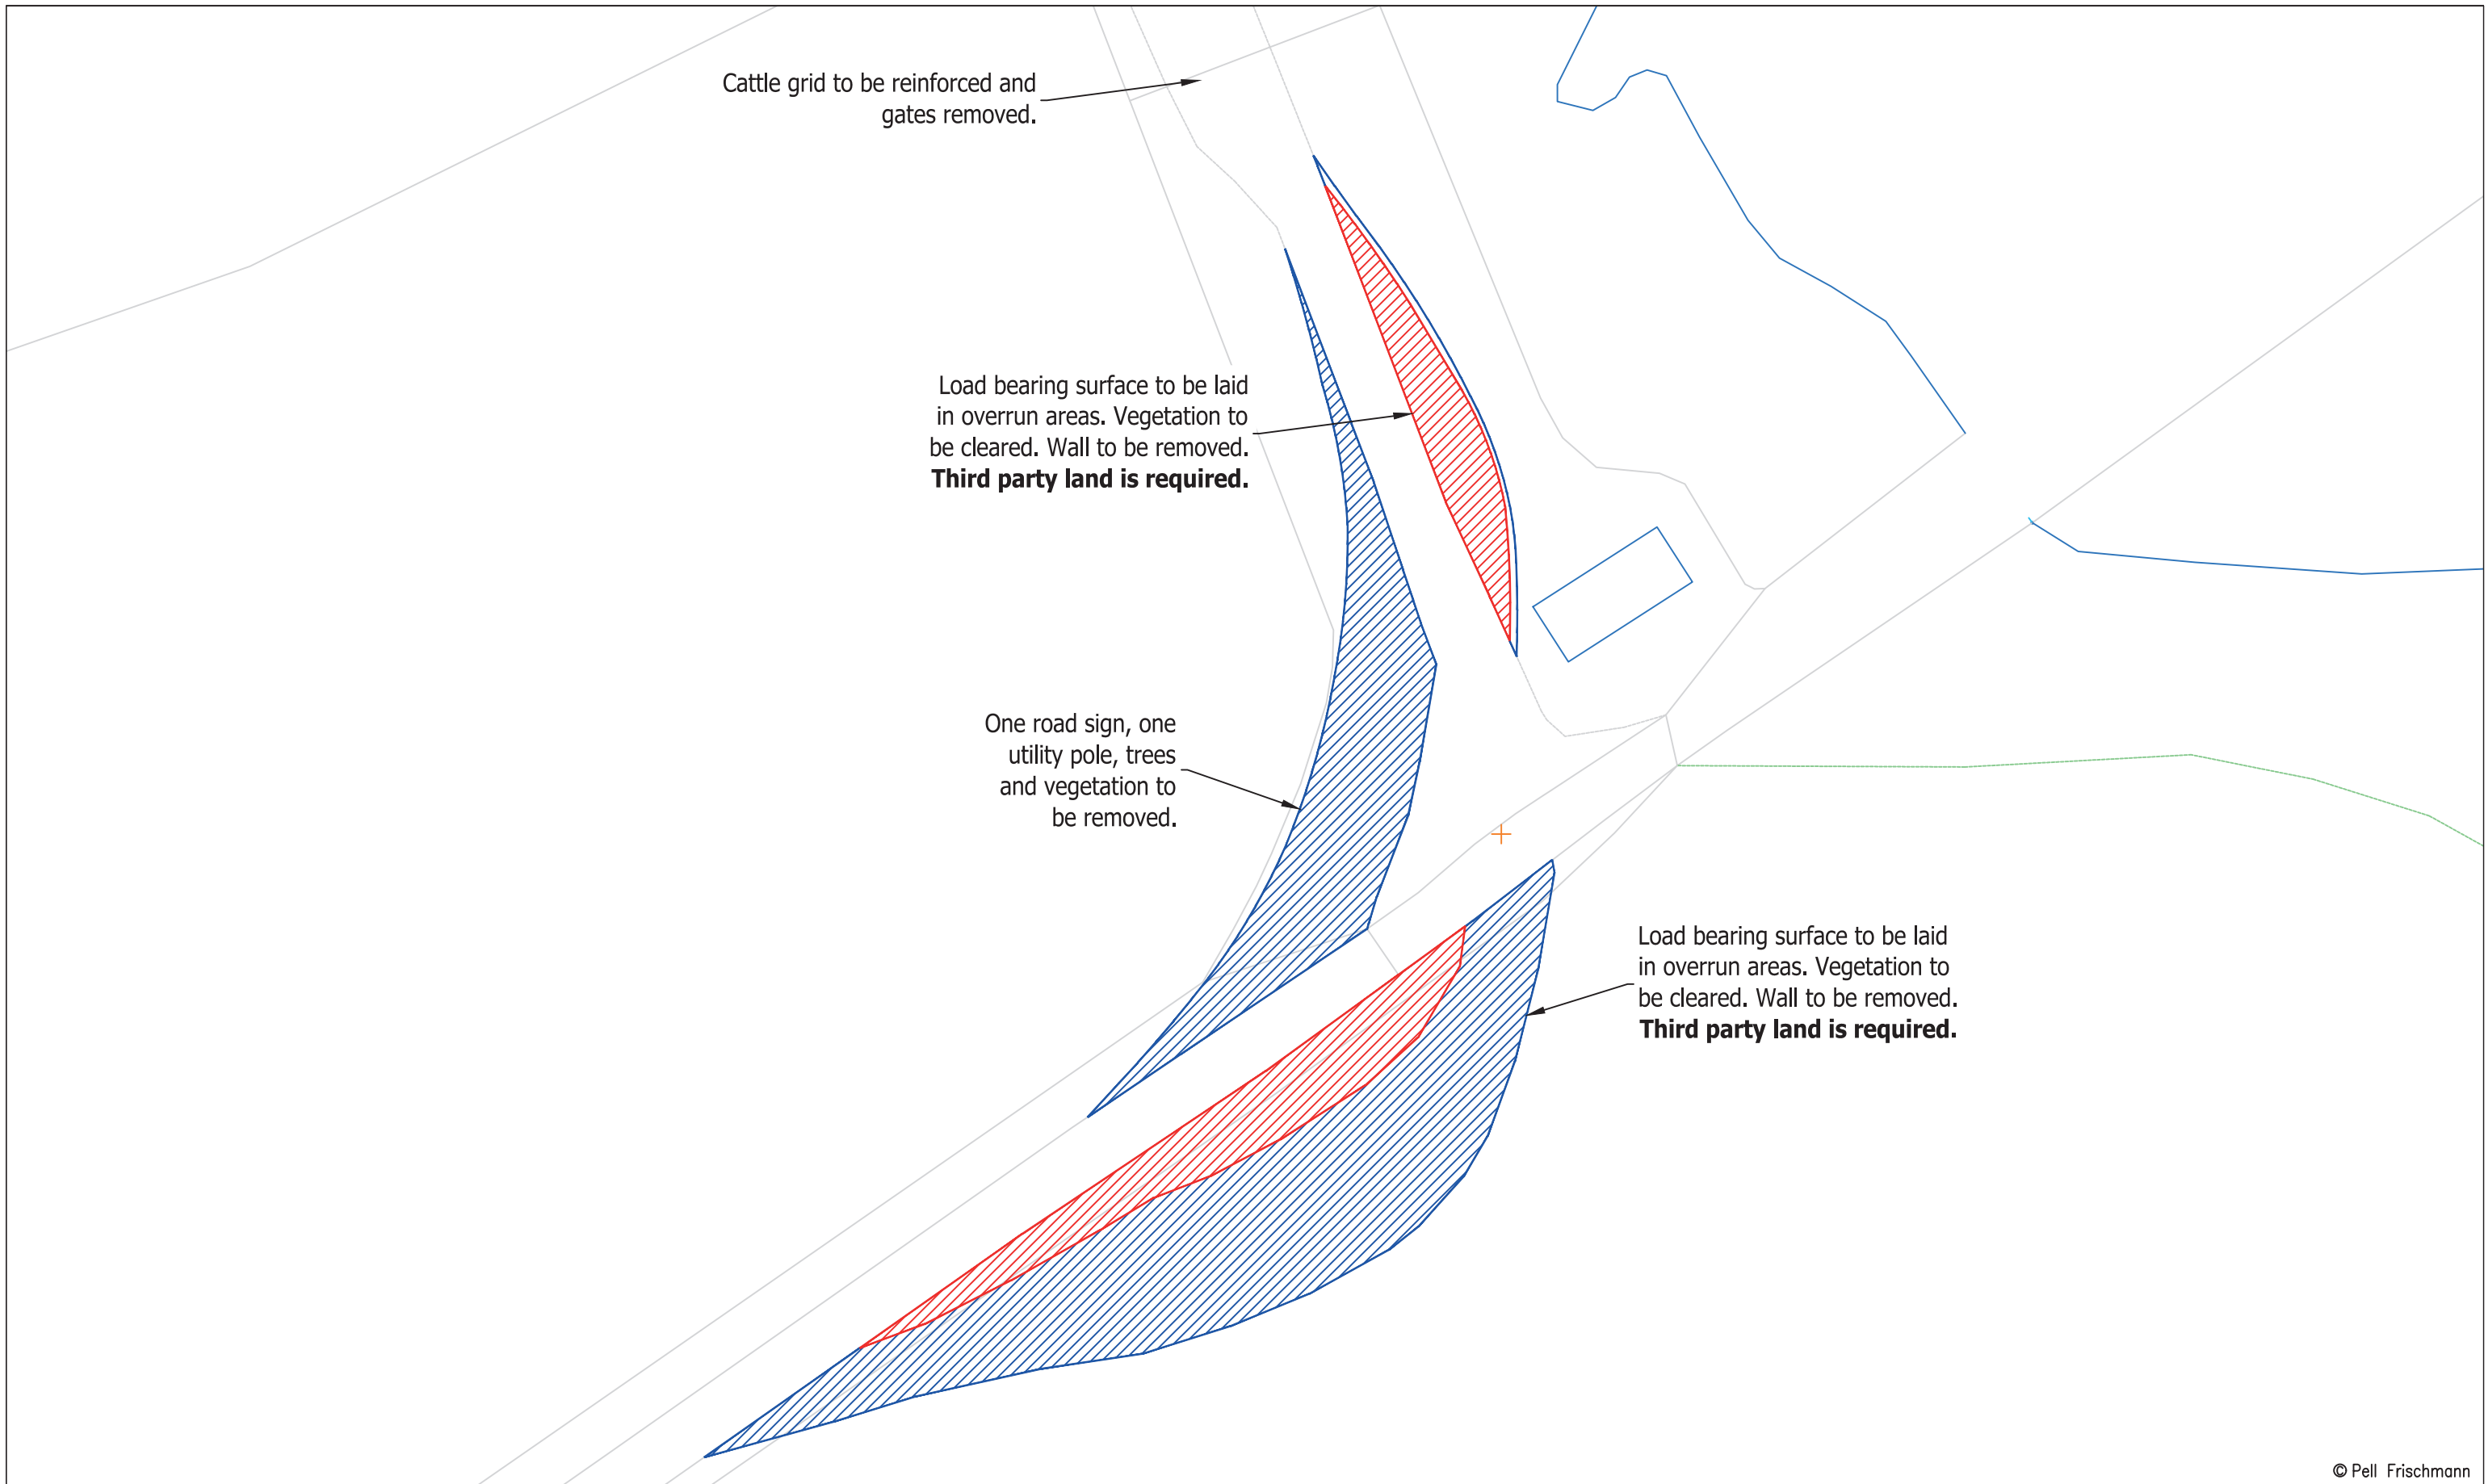 Cattle grid to be reinforced and
gates removed.
Load bearing surface to be laid
in overrun areas. Vegetation to
be cleared. Wall to be removed.
Third party land is required.
One road sign, one
utility pole, trees
and vegetation to
be removed.
Load bearing surface to be laid
in overrun areas. Vegetation to
be cleared. Wall to be removed.
Third party land is required.
© Pell Frischmann